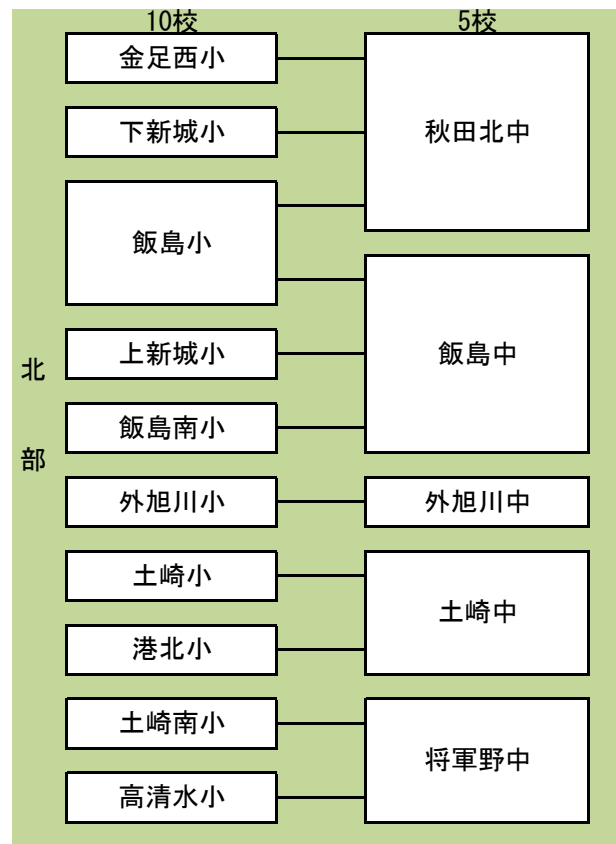 10校
5校
金足西小
下新城小
飯島小
上新城小
飯島南小
外旭川小
土崎小
港北小
土崎南小
高清水小
秋田北中
飯島中
外旭川中
土崎中
将軍野中
北
部